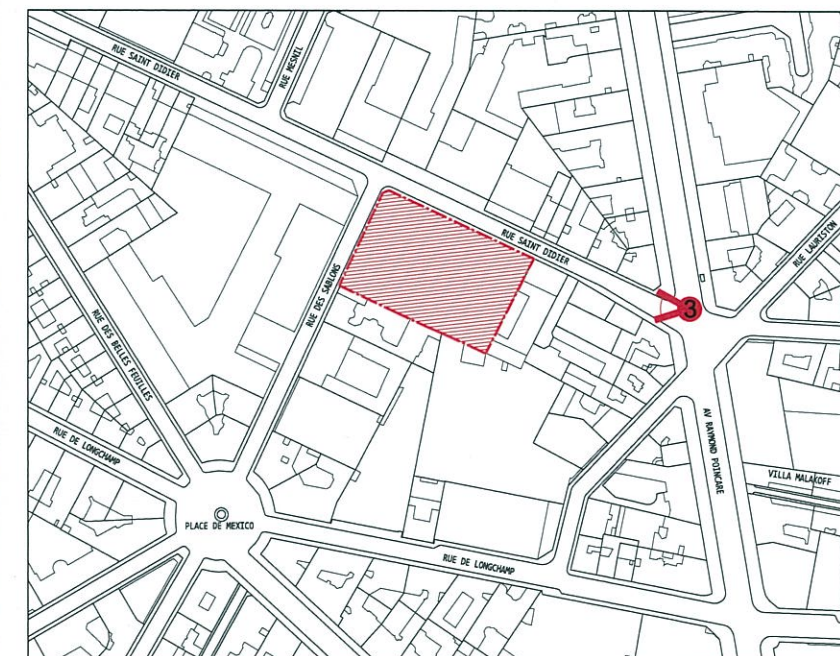 RUE SAINT DIDIER
RUE MESNIL
RUE SAINT DIDIER
RUE LAURISTON
RUE DES SABLONS
3
RUE DES BELLES FEUILLES
RUE DE LONGCHAMP
AV RAYMOND POINCARE
VILLA MALAKOFF
PLACE DE MEXICO
RUE DE LONGCHAMP